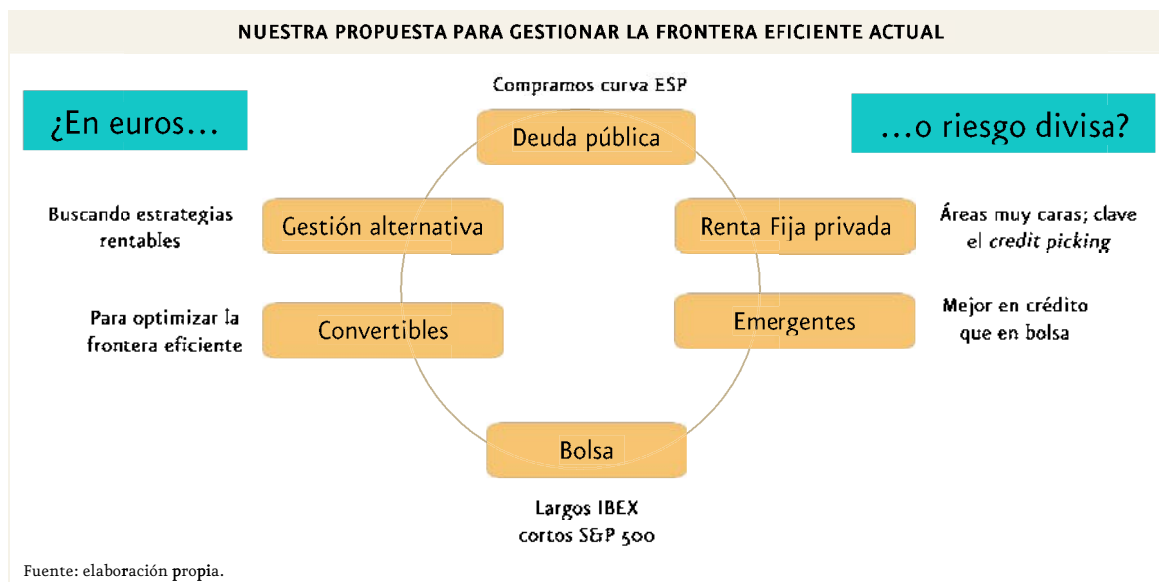 NUESTRA PROPUESTA PARA GESTIONAR LA FRONTERA EFICIENTE ACTUAL
¿En euros...
...o riesgo divisa?
Compramos curva ESP
Deuda pública
Buscando estrategias
rentables
Gestión alternativa
Renta Fija privada
Áreas muy caras; clave
el credit picking
Para optimizar la
frontera eficiente
Convertibles
Emergentes
Mejor en crédito
que en bolsa
Bolsa
Largos IBEX
cortos S&P 500
Fuente: elaboración propia.